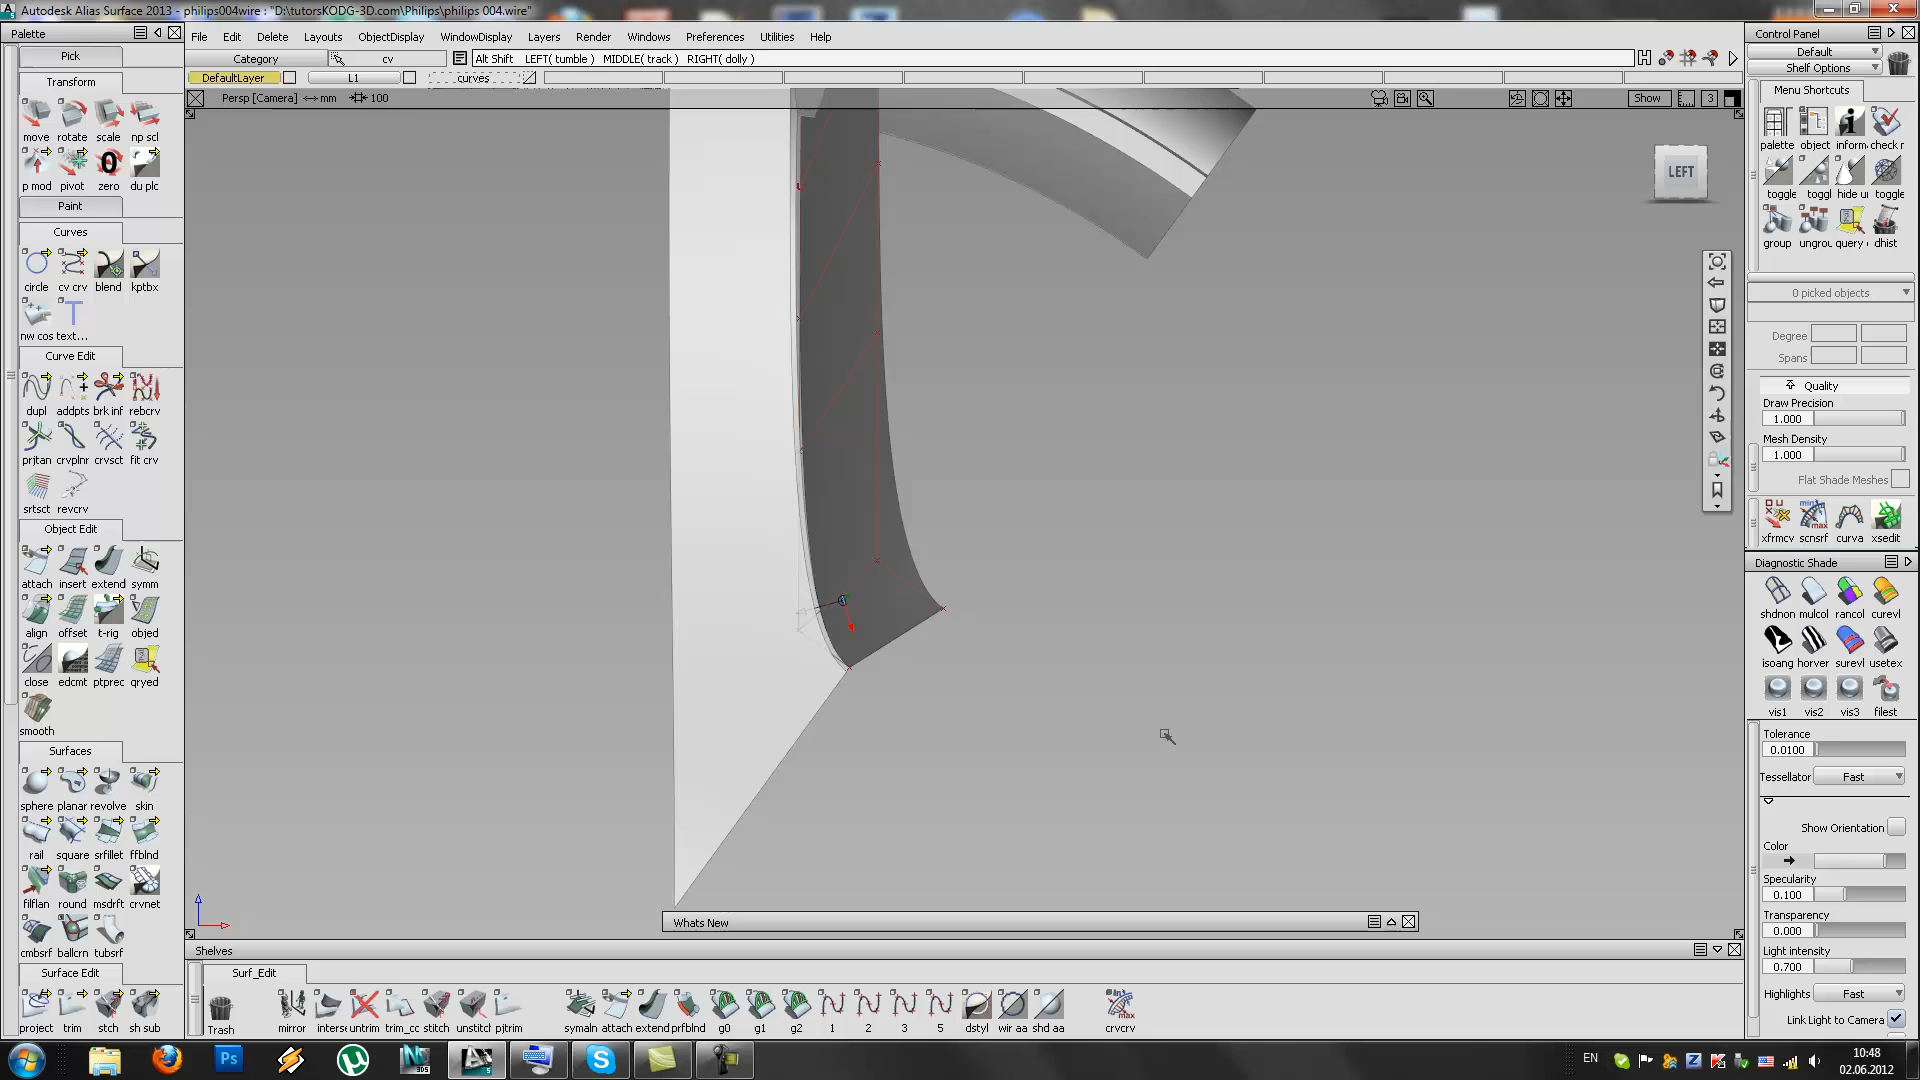 Autodesk Alias Surface 2013 - philips004wire : "D:\tutorsKODG-3D.com\Philips\philips 004.wire"
Palette
Control Panel
File Edit Delete Layouts ObjectDisplay WindowDisplay Layers Render Windows Preferences Utilities Help
Category cv Alt Shift LEFT( tumble ) MIDDLE( track ) RIGHT( dolly )
DefaultLayer L1 curves
Persp [Camera] mm 100 Show 3
LEFT
Pick
Transform
move rotate scale np scl
p mod pivot zero du plc
Paint
Curves
circle cv crv blend kptbx
nw cos text...
Curve Edit
dupl addpts brk inf rebcrv
prjtan crvplnr crvsct fit crv
srtsct revcrv
Object Edit
attach insert extend symm
align offset t-rig objed
close edcmt ptprec qryed
smooth
Surfaces
sphere planar revolve skin
rail square srfillet ffblnd
filflan round msdrft crvnet
cmbsrf ballcrn tubsrf
Surface Edit
project trim stch sh sub
Default
Shelf Options
Menu Shortcuts
palette object inform check r
toggle toggl hide u toggle
group ungrou query dhist
0 picked objects
Degree
Spans
Quality
Draw Precision
1.000
Mesh Density
1.000
Flat Shade Meshes
xfrmcv scnsrf curva xsedit
Diagnostic Shade
shdnon mulcol rancol curevl
isoang horver surevl usetex
vis1 vis2 vis3 filest
Tolerance
0.0100
Tessellator Fast
Show Orientation
Color
Specularity
0.100
Transparency
0.000
Light intensity
0.700
Highlights Fast
Link Light to Camera
Whats New
Shelves
Surf_Edit
Trash mirror interse untrim trim_cc stitch unstitcl pjtrim symaln attach extend prfblnd g0 g1 g2 1 2 3 5 dstyl wir aa shd aa crvcrv
EN
10:48
02.06.2012